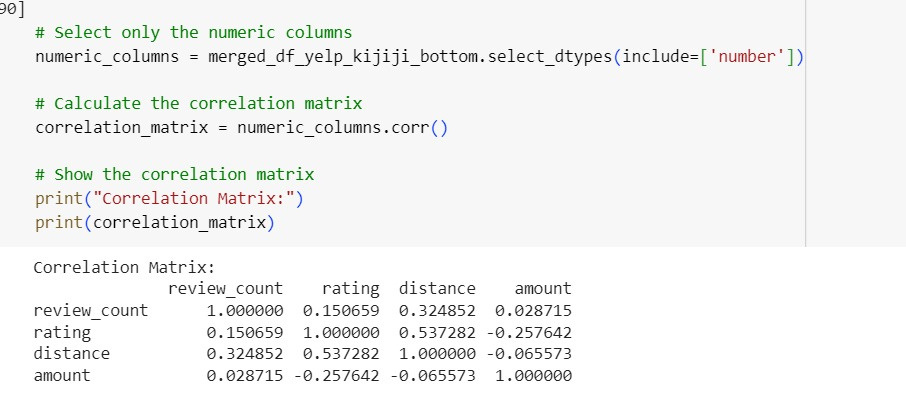 90]
# Select only the numeric columns
numeric_columns = merged_df_yelp_kijiji_bottom.select_dtypes(include=['number'])
# Calculate the correlation matrix
correlation_matrix = numeric_columns.corr()
# Show the correlation matrix
print("Correlation Matrix:")
print(correlation_matrix)
Correlation Matrix:
review_count rating distance amount
review_count 1.000000 0.150659 0.324852 0.028715
rating 0.150659 1.000000 0.537282 -0.257642
distance 0.324852 0.537282 1.000000 -0.065573
amount 0.028715 -0.257642 -0.065573 1.000000